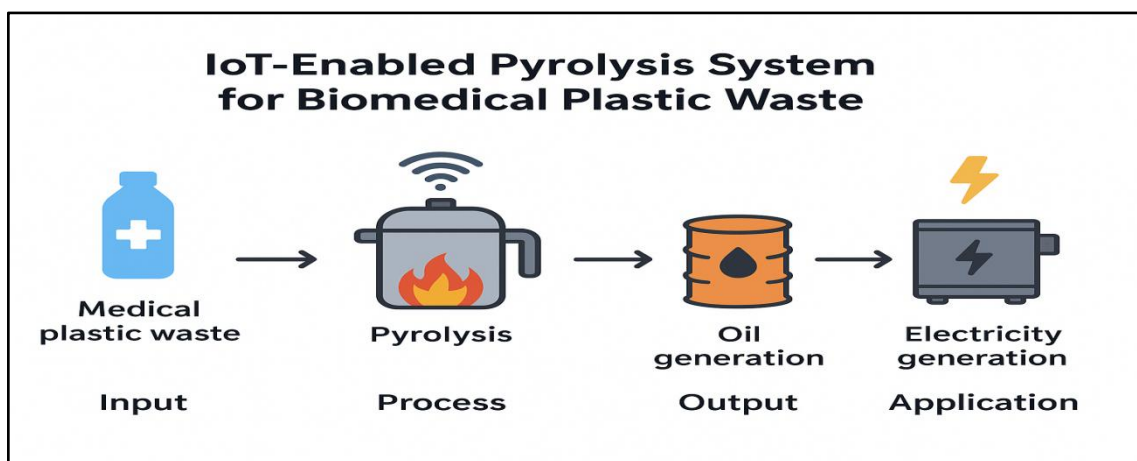 IoT-Enabled Pyrolysis System
for Biomedical Plastic Waste
Medical
plastic waste
Pyrolysis
Oil
generation
Electricity
generation
Input
Process
Output
Application